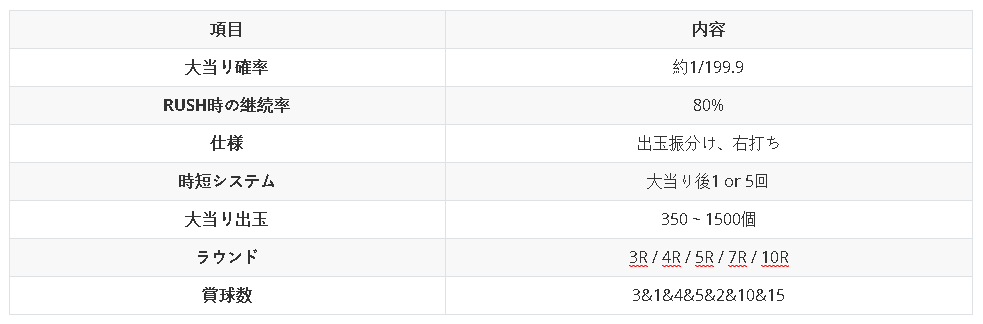 項目 内容
大当り確率 約1/199.9
RUSH時の継続率 80%
仕様 出玉振分け、右打ち
時短システム 大当り後1 or 5回
大当り出玉 350 ~ 1500個
ラウンド 3R / 4R / 5R / 7R / 10R
賞球数 3&1&4&5&2&10&15